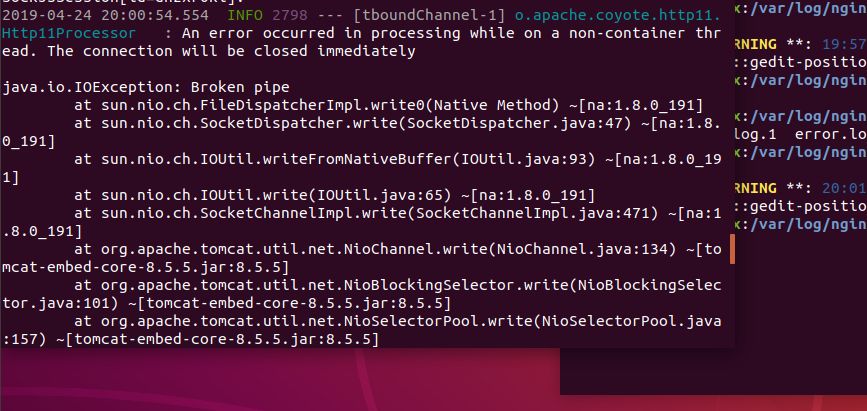 2019-04-24 20:00:54.554  INFO 2798 --- [tboundChannel-1] o.apache.coyote.http11.
Http11Processor   : An error occurred in processing while on a non-container thr
ead. The connection will be closed immediately
java.io.IOException: Broken pipe
        at sun.nio.ch.FileDispatcherImpl.write0(Native Method) ~[na:1.8.0_191]
        at sun.nio.ch.SocketDispatcher.write(SocketDispatcher.java:47) ~[na:1.8.
0_191]
        at sun.nio.ch.IOUtil.writeFromNativeBuffer(IOUtil.java:93) ~[na:1.8.0_19
1]
        at sun.nio.ch.IOUtil.write(IOUtil.java:65) ~[na:1.8.0_191]
        at sun.nio.ch.SocketChannelImpl.write(SocketChannelImpl.java:471) ~[na:1
.8.0_191]
        at org.apache.tomcat.util.net.NioChannel.write(NioChannel.java:134) ~[to
mcat-embed-core-8.5.5.jar:8.5.5]
        at org.apache.tomcat.util.net.NioBlockingSelector.write(NioBlockingSelec
tor.java:101) ~[tomcat-embed-core-8.5.5.jar:8.5.5]
        at org.apache.tomcat.util.net.NioSelectorPool.write(NioSelectorPool.java
:157) ~[tomcat-embed-core-8.5.5.jar:8.5.5]
x:/var/log/ngin
RNING **: 19:57
::gedit-positio
x:/var/log/ngin
x:/var/log/ngin
log.1  error.lo
x:/var/log/ngin
RNING **: 20:01
::gedit-positio
x:/var/log/ngin